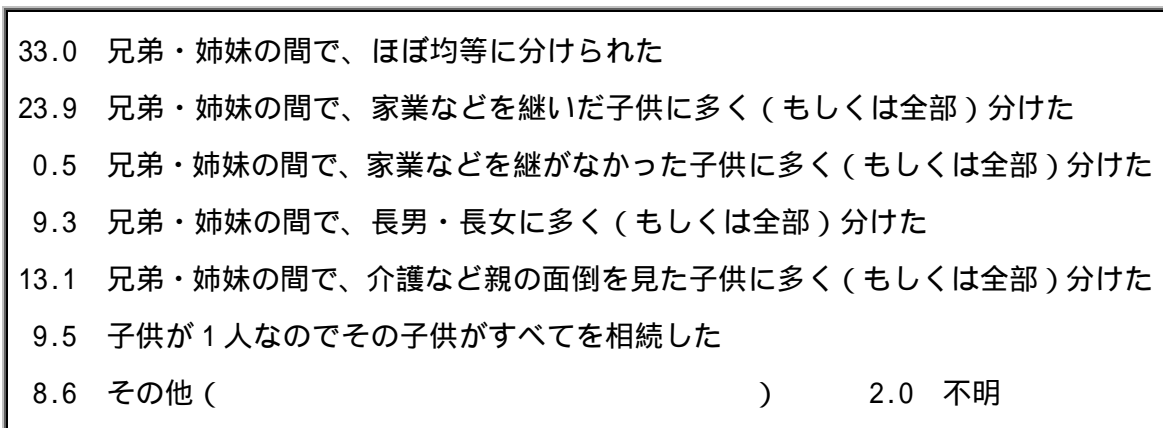 33.0 兄弟・姉妹の間で、ほぼ均等に分けられた
23.9 兄弟・姉妹の間で、家業などを継いだ子供に多く(もしくは全部)分けた
0.5 兄弟・姉妹の間で、家業などを継がなかった子供に多く(もしくは全部)分けた
9.3 兄弟・姉妹の間で、長男・長女に多く(もしくは全部)分けた
13.1 兄弟・姉妹の間で、介護など親の面倒を見た子供に多く(もしくは全部)分けた
9.5 子供が1人なのでその子供がすべてを相続した
8.6 その他( ) 2.0 不明